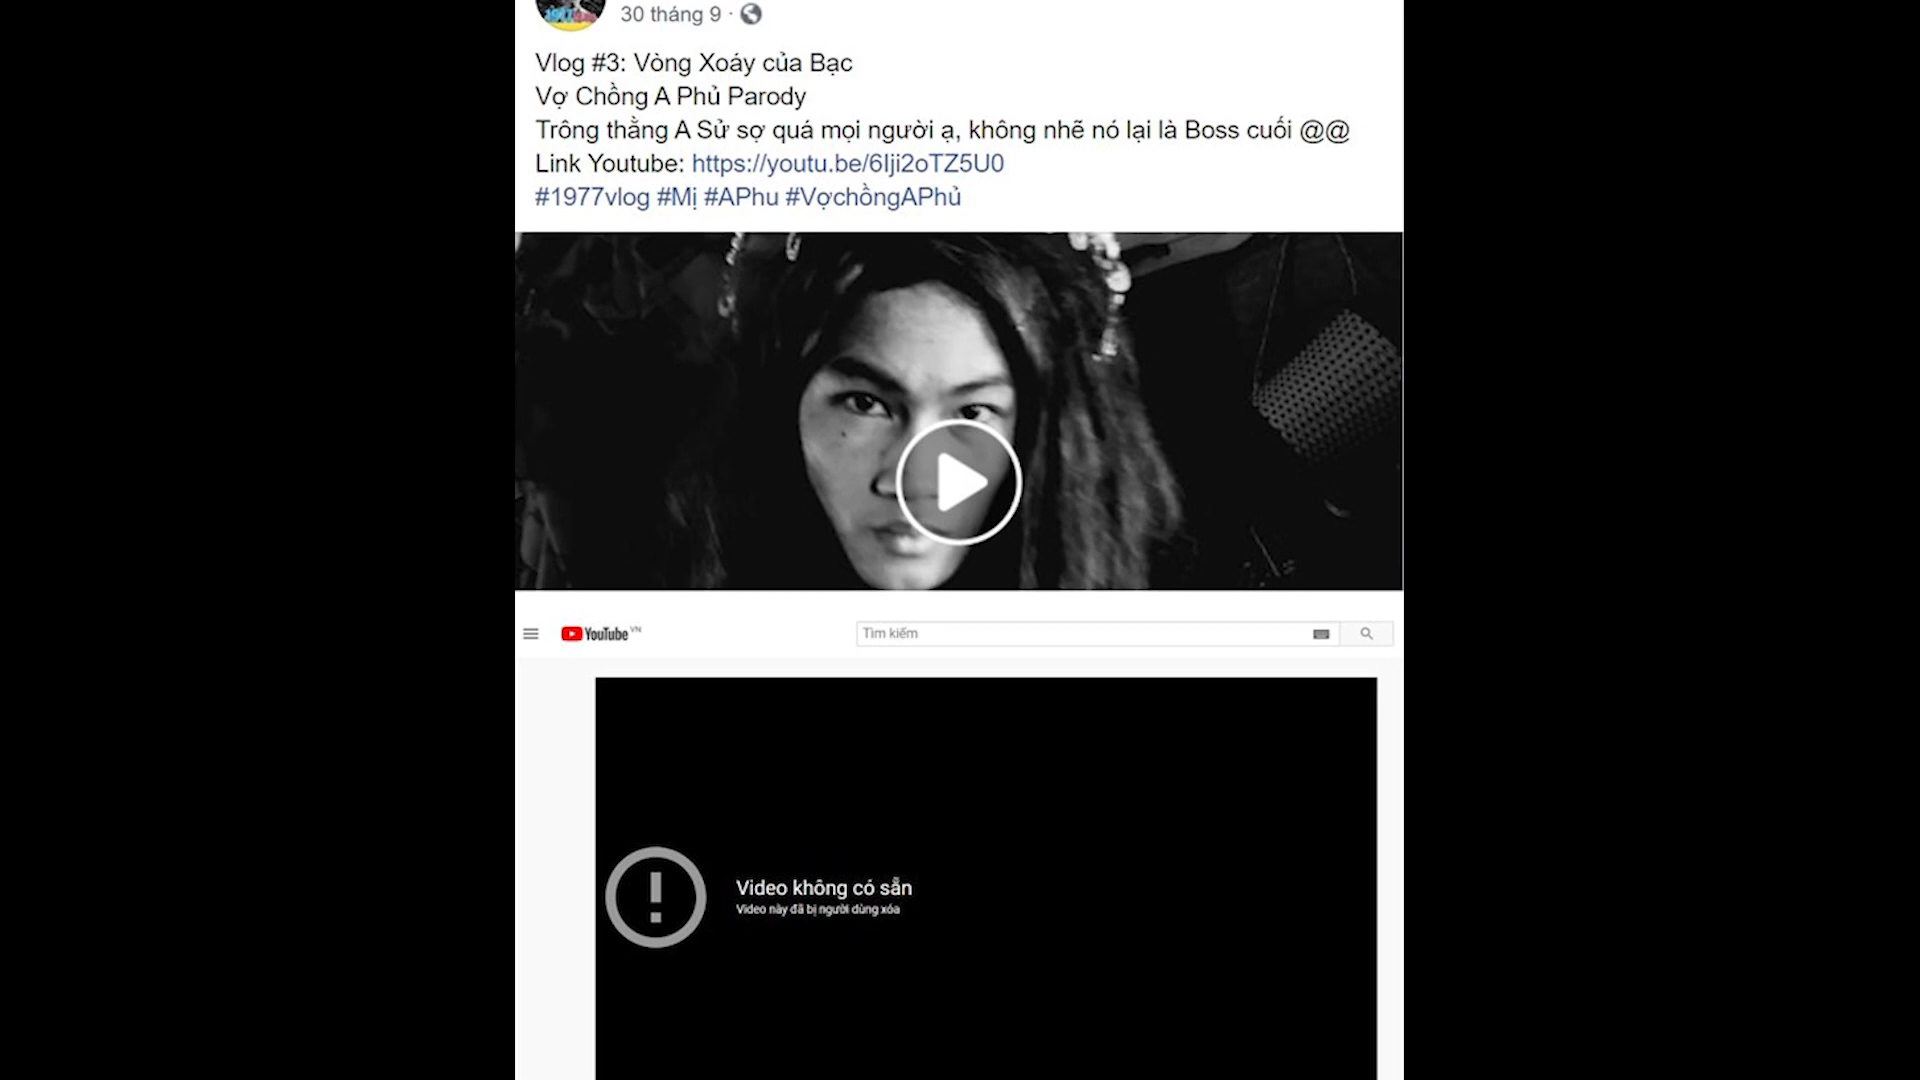 1977vlog
30 tháng 9 ·
Vlog #3: Vòng Xoáy của Bạc
Vợ Chồng A Phủ Parody
Trông thằng A Sử sợ quá mọi người ạ, không nhẽ nó lại là Boss cuối @@
Link Youtube: https://youtu.be/6Iji2oTZ5U0
#1977vlog #Mị #APhu #VợchồngAPhủ
YouTube VN
Tìm kiếm
Video không có sẵn
Video này đã bị người dùng xóa